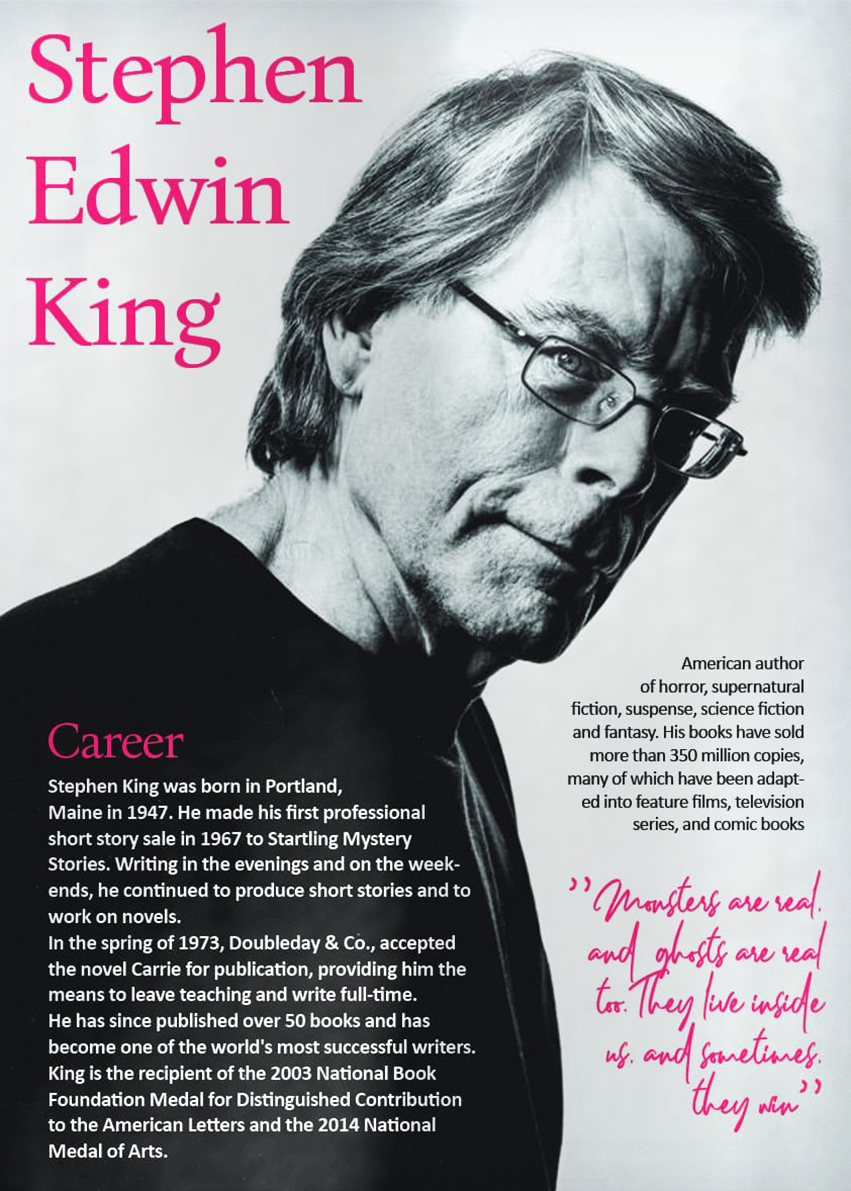 Stephen
Edwin
King
American author
of horror, supernatural
fiction, suspense, science fiction
and fantasy. His books have sold
more than 350 million copies,
many of which have been adapt-
ed into feature films, television
series, and comic books
Career
Stephen King was born in Portland,
Maine in 1947. He made his first professional
short story sale in 1967 to Startling Mystery
Stories. Writing in the evenings and on the week-
ends, he continued to produce short stories and to
work on novels.
In the spring of 1973, Doubleday & Co., accepted
the novel Carrie for publication, providing him the
means to leave teaching and write full-time.
He has since published over 50 books and has
become one of the world's most successful writers.
King is the recipient of the 2003 National Book
Foundation Medal for Distinguished Contribution
to the American Letters and the 2014 National
Medal of Arts.
”Monsters are real.
and ghosts are real
too. They live inside
us. and sometimes.
they win”